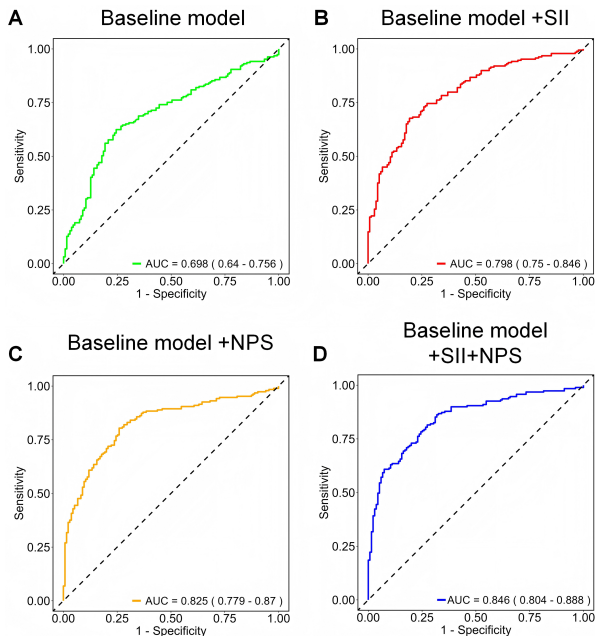 A
Baseline model
1.00
0.75
0.50
0.25
0.00
Sensitivity
AUC = 0.698 ( 0.64 - 0.756)
0.00 0.25 0.50 0.75 1.00
1 - Specificity
B
Baseline model +SII
1.00
0.75
0.50
0.25
0.00
Sensitivity
AUC = 0.798 ( 0.75 - 0.846)
0.00 0.25 0.50 0.75 1.00
1 - Specificity
C
Baseline model +NPS
1.00
0.75
0.50
0.25
0.00
Sensitivity
AUC = 0.825 ( 0.779 - 0.87)
0.00 0.25 0.50 0.75 1.00
1 - Specificity
D
Baseline model
+SII+NPS
1.00
0.75
0.50
0.25
0.00
Sensitivity
AUC = 0.846 ( 0.804 - 0.888)
0.00 0.25 0.50 0.75 1.00
1 - Specificity